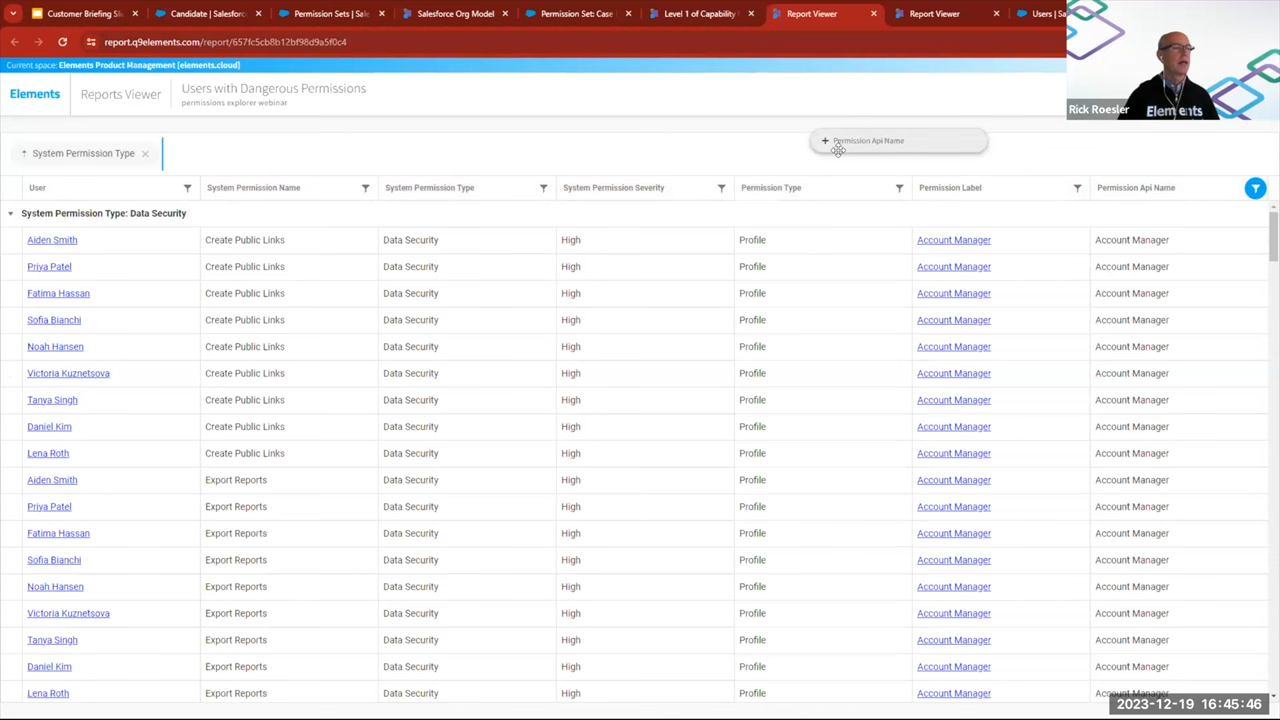 Customer Briefing Sli
Candidate | Salesforc
Permission Sets | Sale
Salesforce Org Model
Permission Set: Case
Level 1 of Capability
Report Viewer
Report Viewer
Users | Sa
report.q9elements.com/report/657fc5cb8b12bf98d9a5f0c4
Current space: Elements Product Management [elements.cloud]
Elements
Reports Viewer
Users with Dangerous Permissions
permissions explorer webinar
Rick Roesler
Elements
System Permission Type
Permission Api Name
User System Permission Name System Permission Type System Permission Severity Permission Type Permission Label Permission Api Name
System Permission Type: Data Security
Aiden Smith Create Public Links Data Security High Profile Account Manager Account Manager
Priya Patel Create Public Links Data Security High Profile Account Manager Account Manager
Fatima Hassan Create Public Links Data Security High Profile Account Manager Account Manager
Sofia Bianchi Create Public Links Data Security High Profile Account Manager Account Manager
Noah Hansen Create Public Links Data Security High Profile Account Manager Account Manager
Victoria Kuznetsova Create Public Links Data Security High Profile Account Manager Account Manager
Tanya Singh Create Public Links Data Security High Profile Account Manager Account Manager
Daniel Kim Create Public Links Data Security High Profile Account Manager Account Manager
Lena Roth Create Public Links Data Security High Profile Account Manager Account Manager
Aiden Smith Export Reports Data Security High Profile Account Manager Account Manager
Priya Patel Export Reports Data Security High Profile Account Manager Account Manager
Fatima Hassan Export Reports Data Security High Profile Account Manager Account Manager
Sofia Bianchi Export Reports Data Security High Profile Account Manager Account Manager
Noah Hansen Export Reports Data Security High Profile Account Manager Account Manager
Victoria Kuznetsova Export Reports Data Security High Profile Account Manager Account Manager
Tanya Singh Export Reports Data Security High Profile Account Manager Account Manager
Daniel Kim Export Reports Data Security High Profile Account Manager Account Manager
Lena Roth Export Reports Data Security High Profile Account Manager Account Manager
2023-12-19 16:45:46